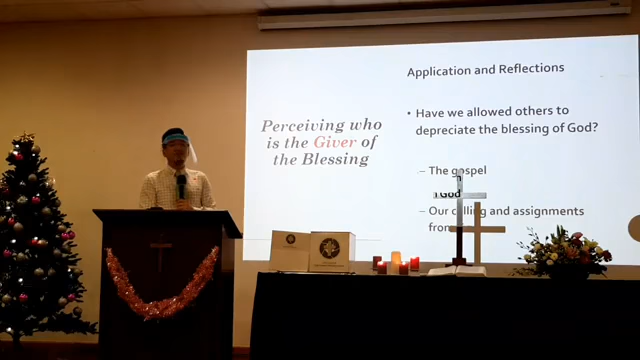 Application and Reflections
Perceiving who
is the Giver of
the Blessing
• Have we allowed others to
depreciate the blessing of God?
– The gospel
God
– Our calling and assignments
from